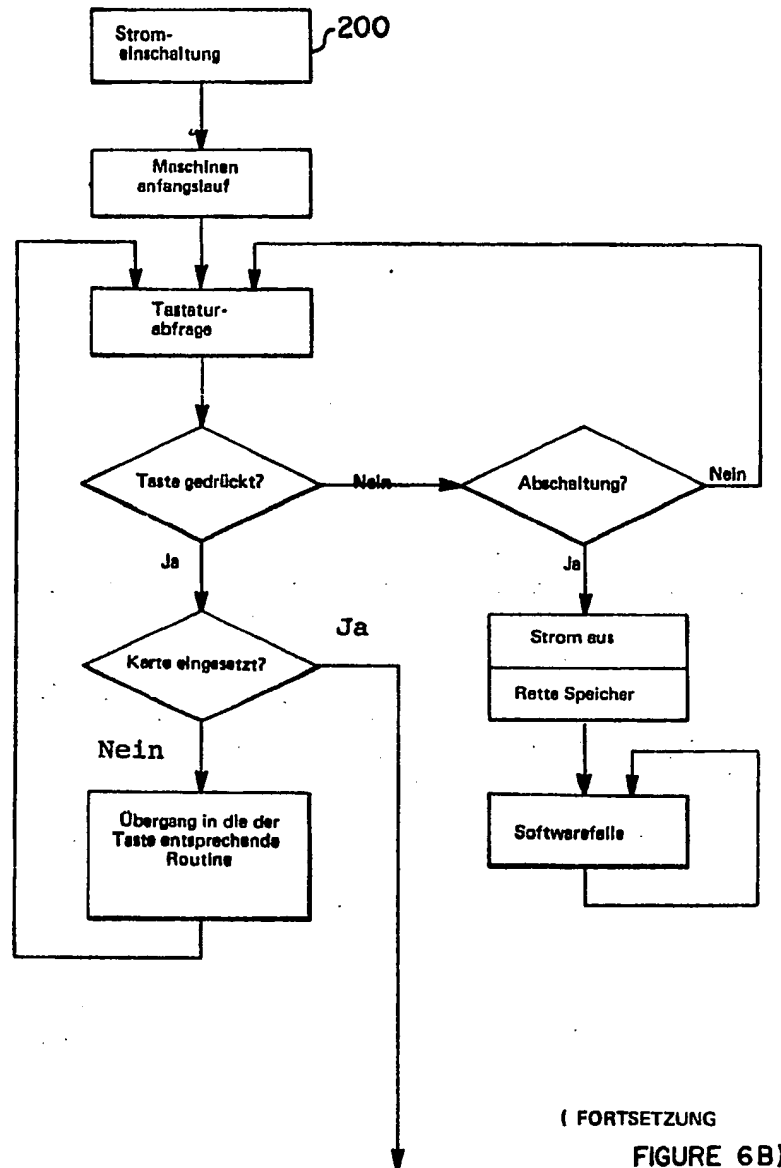 Strom-
einschaltung
200
Maschinen
anfangslauf
Tastatur-
abfrage
Taste gedrückt?
Nein
Abschaltung?
Nein
Ja
Ja
Karte eingesetzt?
Ja
Strom aus
Rette Speicher
Nein
Übergang in die der
Taste entsprechende
Routine
Softwarefalle
( FORTSETZUNG
FIGURE 6B)